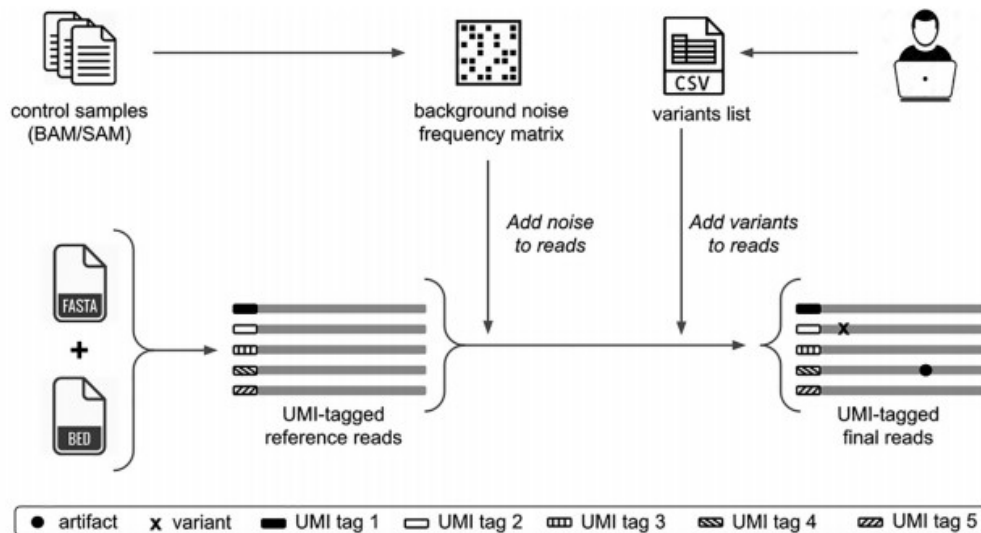 control samples
(BAM/SAM)
background noise
frequency matrix
CSV
variants list
Add noise
to reads
Add variants
to reads
FASTA
+
BED
UMI-tagged
reference reads
UMI-tagged
final reads
artifact
x variant
UMI tag 1
UMI tag 2
UMI tag 3
UMI tag 4
UMI tag 5